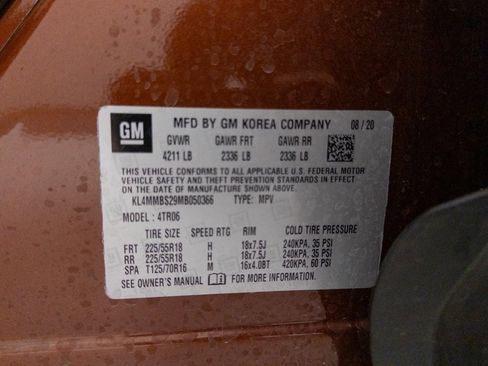 GM MFD BY GM KOREA COMPANY 08 / 20
GVWR GAWR FRT GAWR RR
4211 LB 2336 LB 2336 LB
THIS VEHICLE CONFORMS TO ALL APPLICABLE U.S. FEDERAL MOTOR
VEHICLE SAFETY AND THEFT PREVENTION STANDARDS IN EFFECT ON THE
DATE OF MANUFACTURE SHOWN ABOVE.
KL4MMBS29MB050366 TYPE: MPV
MODEL: 4TR06
TIRE SIZE SPEED RTG RIM COLD TIRE PRESSURE
FRT 225/55R18 H 18x7.5J 240KPA, 35 PSI
RR 225/55R18 H 18x7.5J 240KPA, 35 PSI
SPA T125/70R16 M 16x4.0BT 420KPA, 60 PSI
SEE OWNER'S MANUAL FOR MORE INFORMATION.